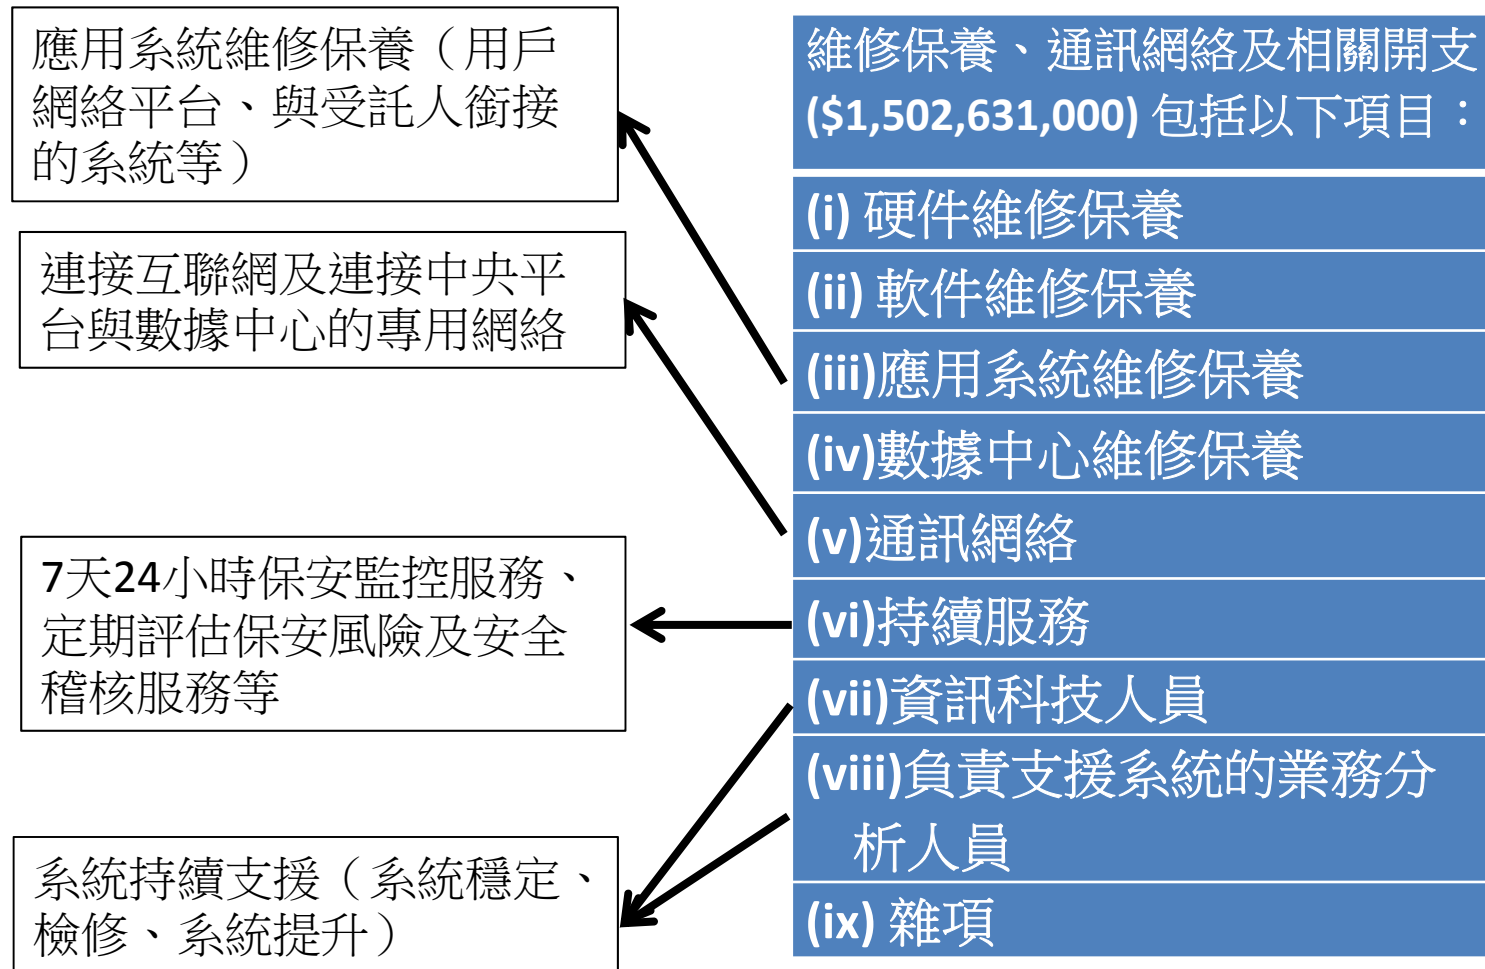 應用系統維修保養（用戶
網絡平台、與受託人銜接
的系統等）
連接互聯網及連接中央平
台與數據中心的專用網絡
7天24小時保安監控服務、
定期評估保安風險及安全
稽核服務等
系統持續支援（系統穩定、
檢修、系統提升）
維修保養、通訊網絡及相關開支
($1,502,631,000) 包括以下項目：
(i) 硬件維修保養
(ii) 軟件維修保養
(iii)應用系統維修保養
(iv)數據中心維修保養
(v)通訊網絡
(vi)持續服務
(vii)資訊科技人員
(viii)負責支援系統的業務分
析人員
(ix) 雜項